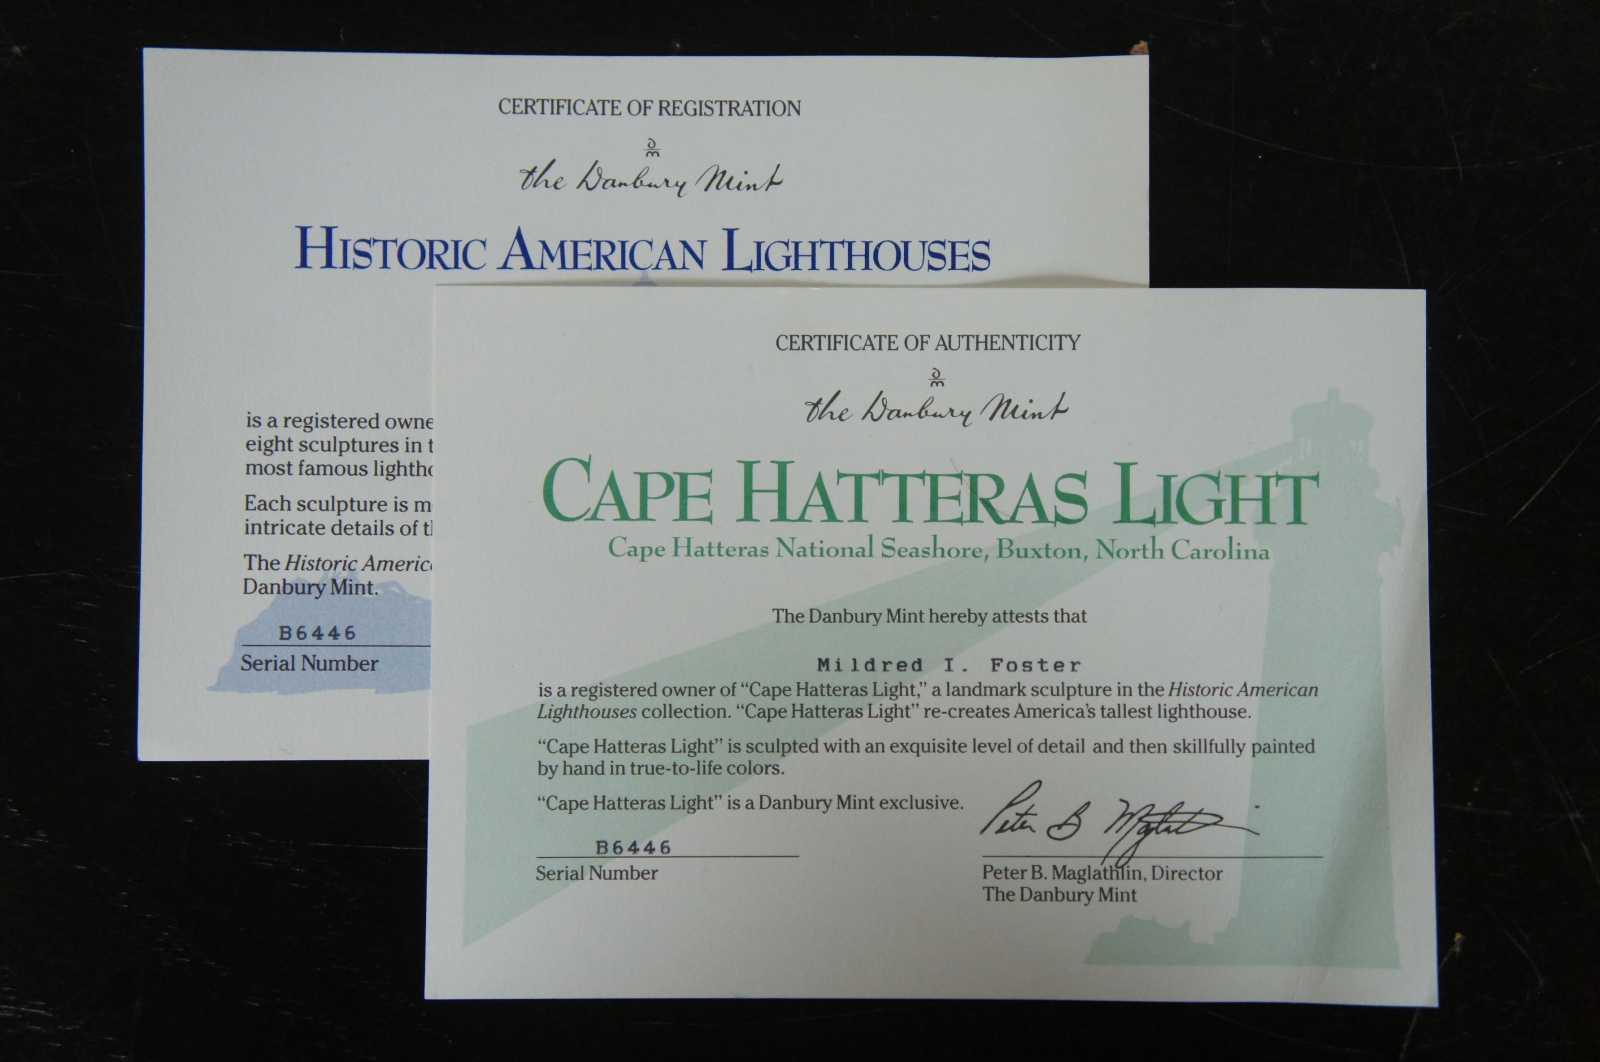 CERTIFICATE OF REGISTRATION
the Danbury Mint
HISTORIC AMERICAN LIGHTHOUSES
is a registered owne
eight sculptures in t
most famous lightho
Each sculpture is m
intricate details of tl
The Historic Americ
Danbury Mint.
B6446
Serial Number
CERTIFICATE OF AUTHENTICITY
the Danbury Mint
CAPE HATTERAS LIGHT
Cape Hatteras National Seashore, Buxton, North Carolina
The Danbury Mint hereby attests that
Mildred I. Foster
is a registered owner of “Cape Hatteras Light,” a landmark sculpture in the Historic American
Lighthouses collection. “Cape Hatteras Light” re-creates America’s tallest lighthouse.
“Cape Hatteras Light” is sculpted with an exquisite level of detail and then skillfully painted
by hand in true-to-life colors.
“Cape Hatteras Light” is a Danbury Mint exclusive.
Peter B Maglathlin
B6446
Serial Number
Peter B. Maglathlin, Director
The Danbury Mint